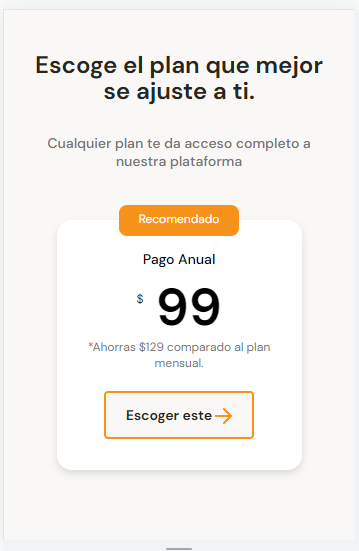 Escoge el plan que mejor
se ajuste a ti.
Cualquier plan te da acceso completo a
nuestra plataforma
Recomendado
Pago Anual
$ 99
*Ahorras $129 comparado al plan
mensual.
Escoger este